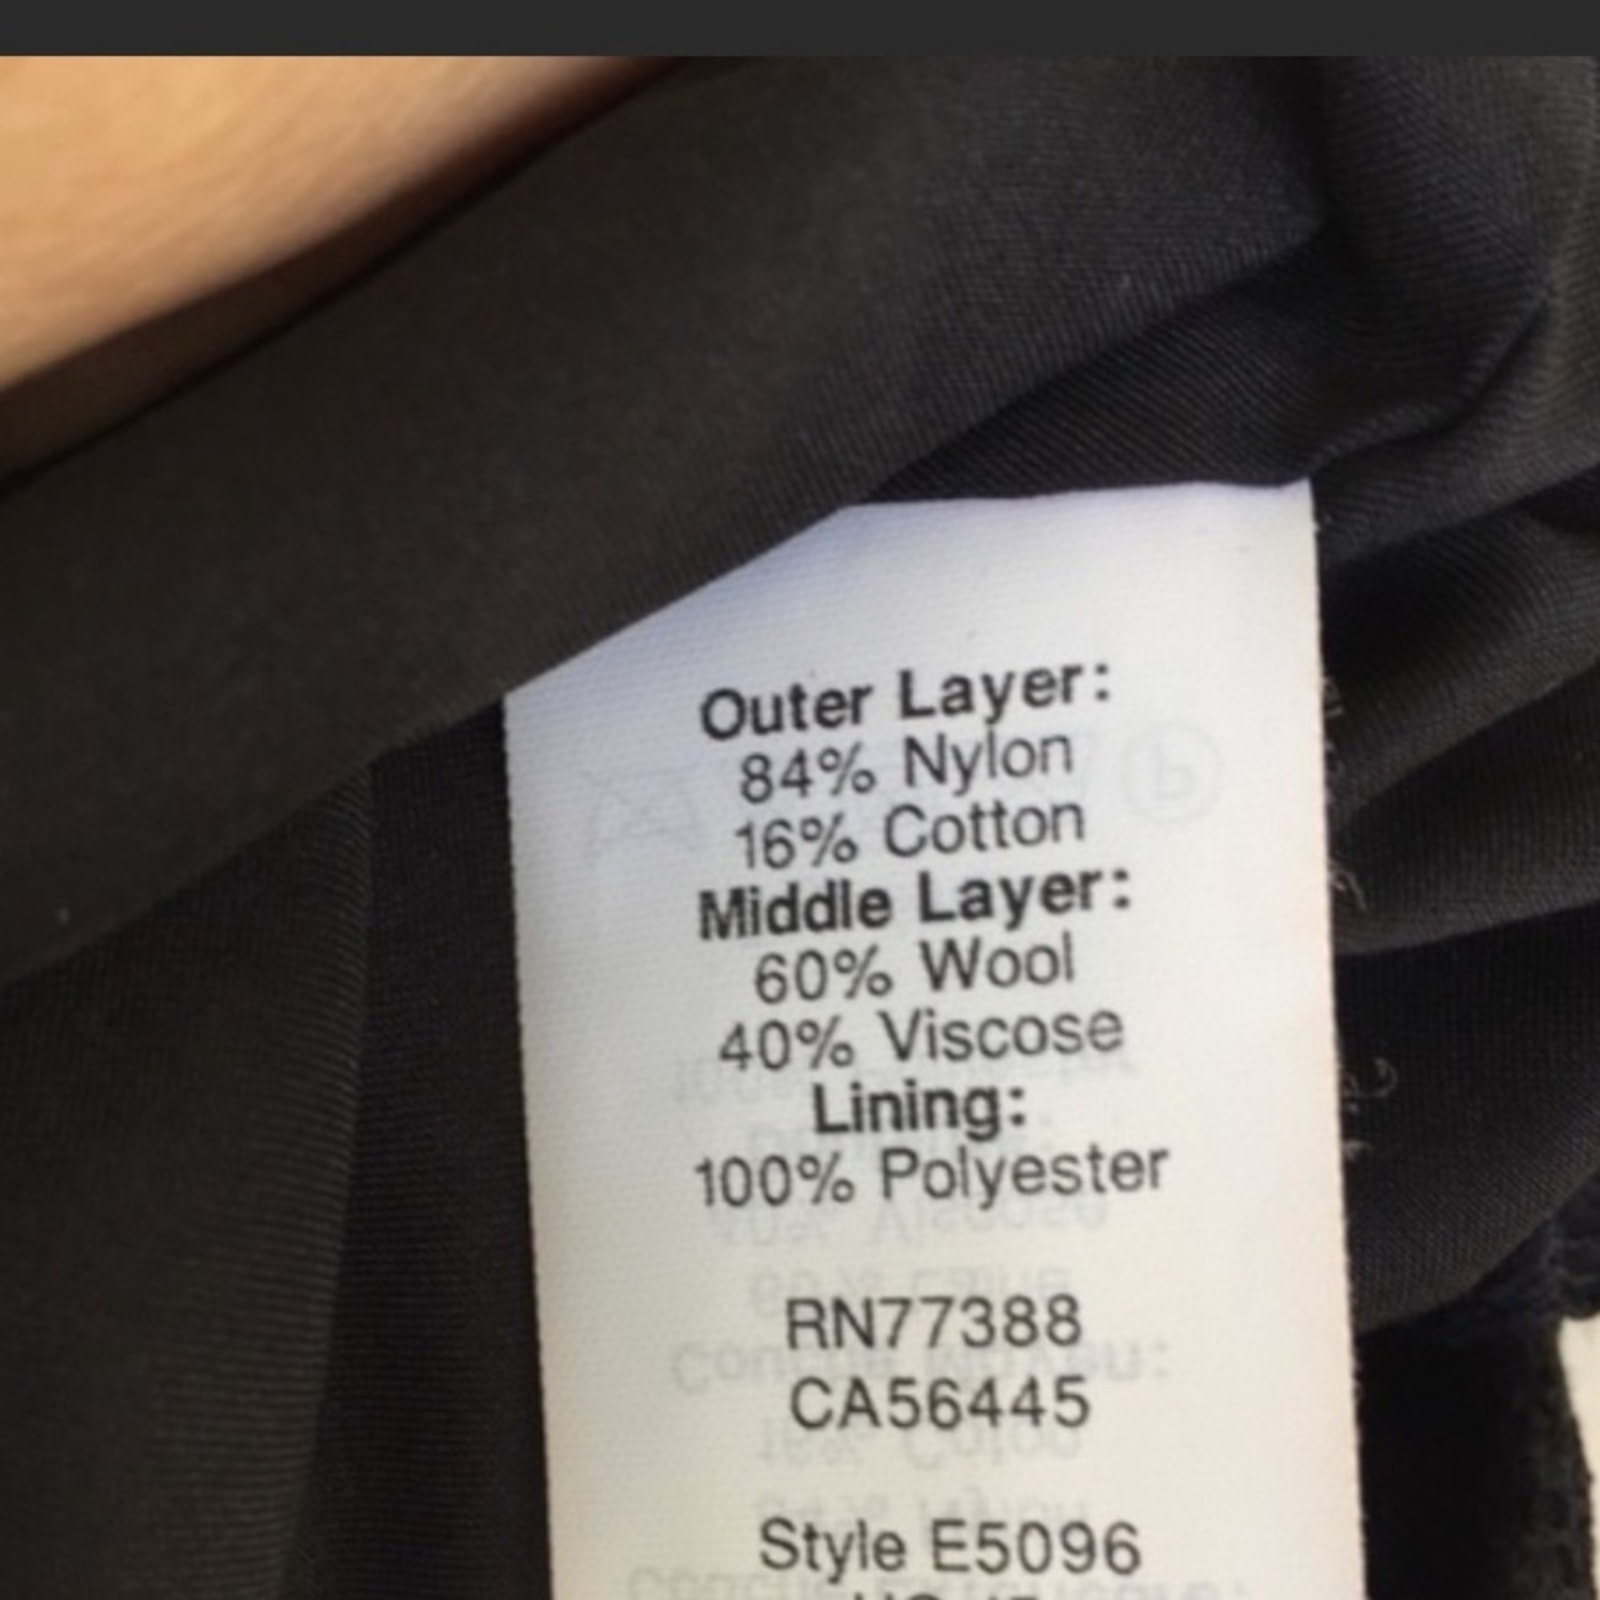 Outer Layer:
84% Nylon
16% Cotton
Middle Layer:
60% Wool
40% Viscose
Lining:
100% Polyester
RN77388
CA56445
Style E5096